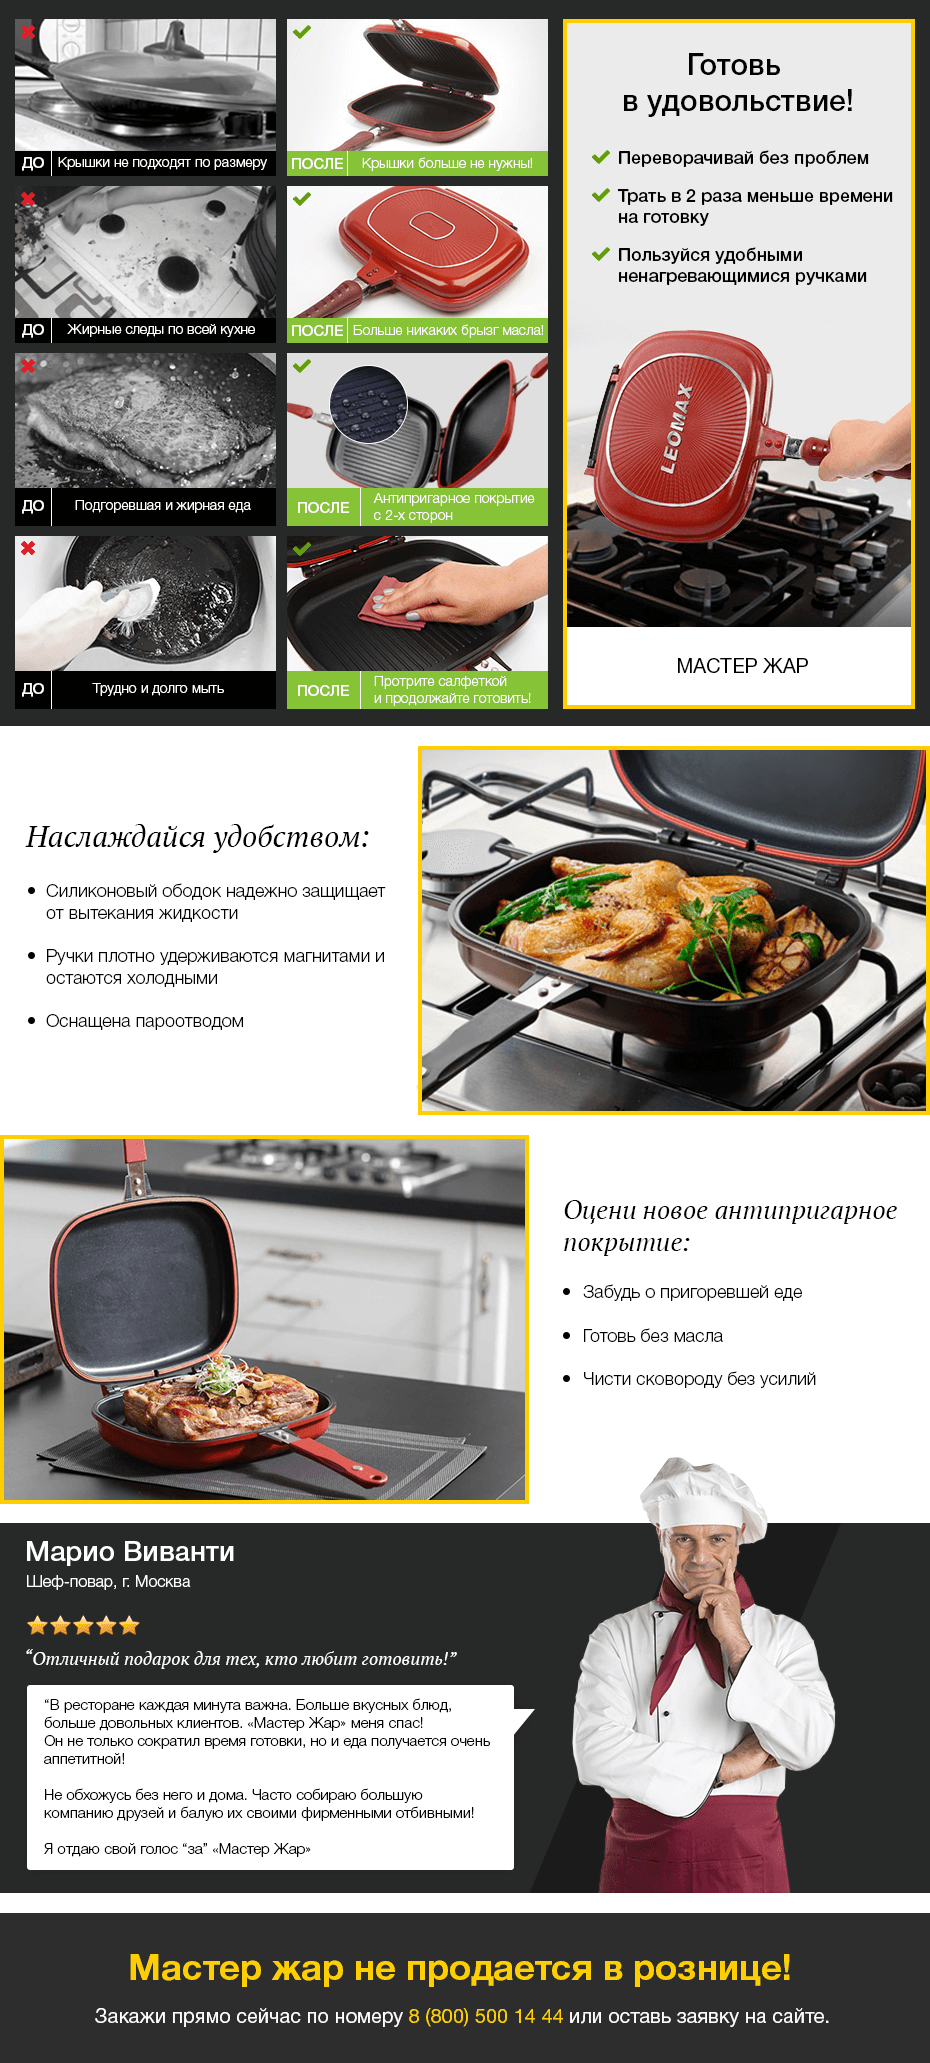 ДО
Крышки не подходят по размеру
ПОСЛЕ
Крышки больше не нужны!
ДО
Жирные следы по всей кухне
ПОСЛЕ
Больше никаких брызг масла!
ДО
Подгоревшая и жирная еда
ПОСЛЕ
Антипригарное покрытие
с 2-х сторон
ДО
Трудно и долго мыть
ПОСЛЕ
Протрите салфеткой
и продолжайте готовить!
Готовь
в удовольствие!
Переворачивай без проблем
Трать в 2 раза меньше времени
на готовку
Пользуйся удобными
ненагревающимися ручками
LEOMAX
МАСТЕР ЖАР
Наслаждайся удобством:
• Силиконовый ободок надежно защищает
от вытекания жидкости
• Ручки плотно удерживаются магнитами и
остаются холодными
• Оснащена пароотводом
Оцени новое антипригарное
покрытие:
• Забудь о пригоревшей еде
• Готовь без масла
• Чисти сковороду без усилий
Марио Виванти
Шеф-повар, г. Москва
“Отличный подарок для тех, кто любит готовить!”
“В ресторане каждая минута важна. Больше вкусных блюд,
больше довольных клиентов. «Мастер Жар» меня спас!
Он не только сократил время готовки, но и еда получается очень
аппетитной!
Не обхожусь без него и дома. Часто собираю большую
компанию друзей и балую их своими фирменными отбивными!
Я отдаю свой голос “за” «Мастер Жар»
Мастер жар не продается в рознице!
Закажи прямо сейчас по номеру 8 (800) 500 14 44 или оставь заявку на сайте.